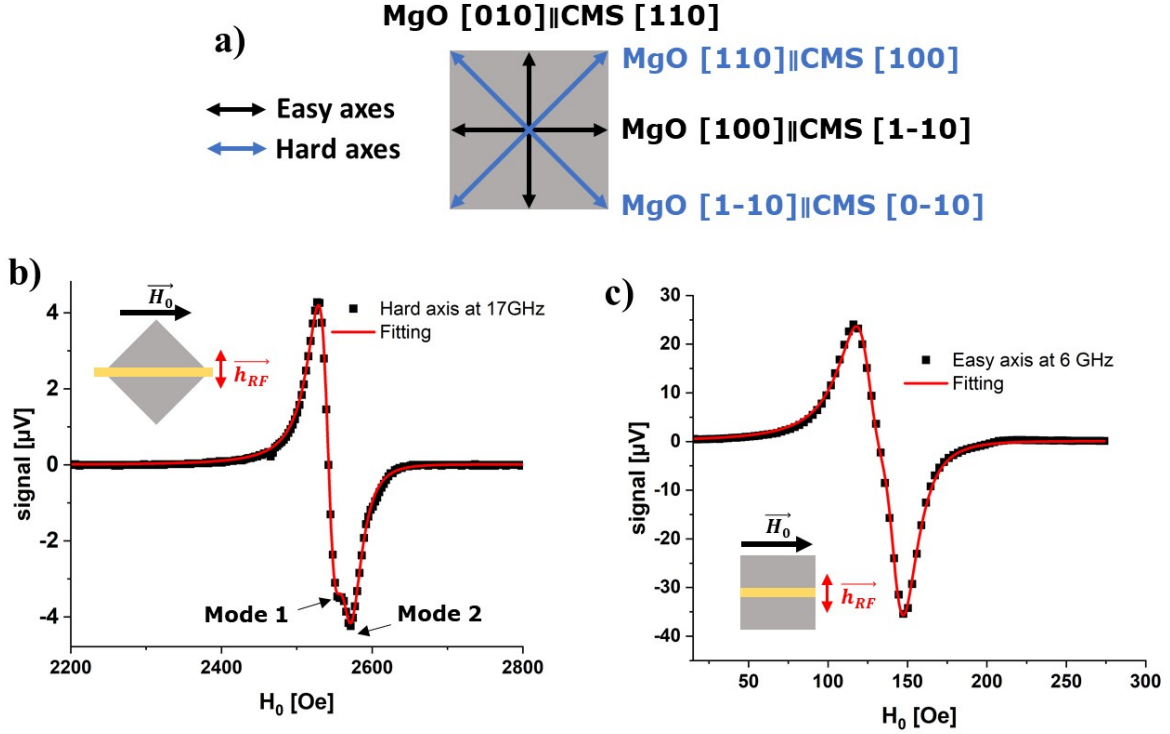 MgO [010]∥CMS [110]
a)
MgO [110]∥CMS [100]
Easy axes
MgO [100]∥CMS [1-10]
Hard axes
MgO [1-10]∥CMS [0-10]
b)
H₀
Hard axis at 17GHz
Fitting
h_RF
Mode 1
Mode 2
signal [µV]
4
2
0
-2
-4
2200
2400
2600
2800
H₀ [Oe]
c)
Easy axis at 6 GHz
Fitting
H₀
h_RF
signal [µV]
30
20
10
0
-10
-20
-30
-40
50
100
150
200
250
300
H₀ [Oe]